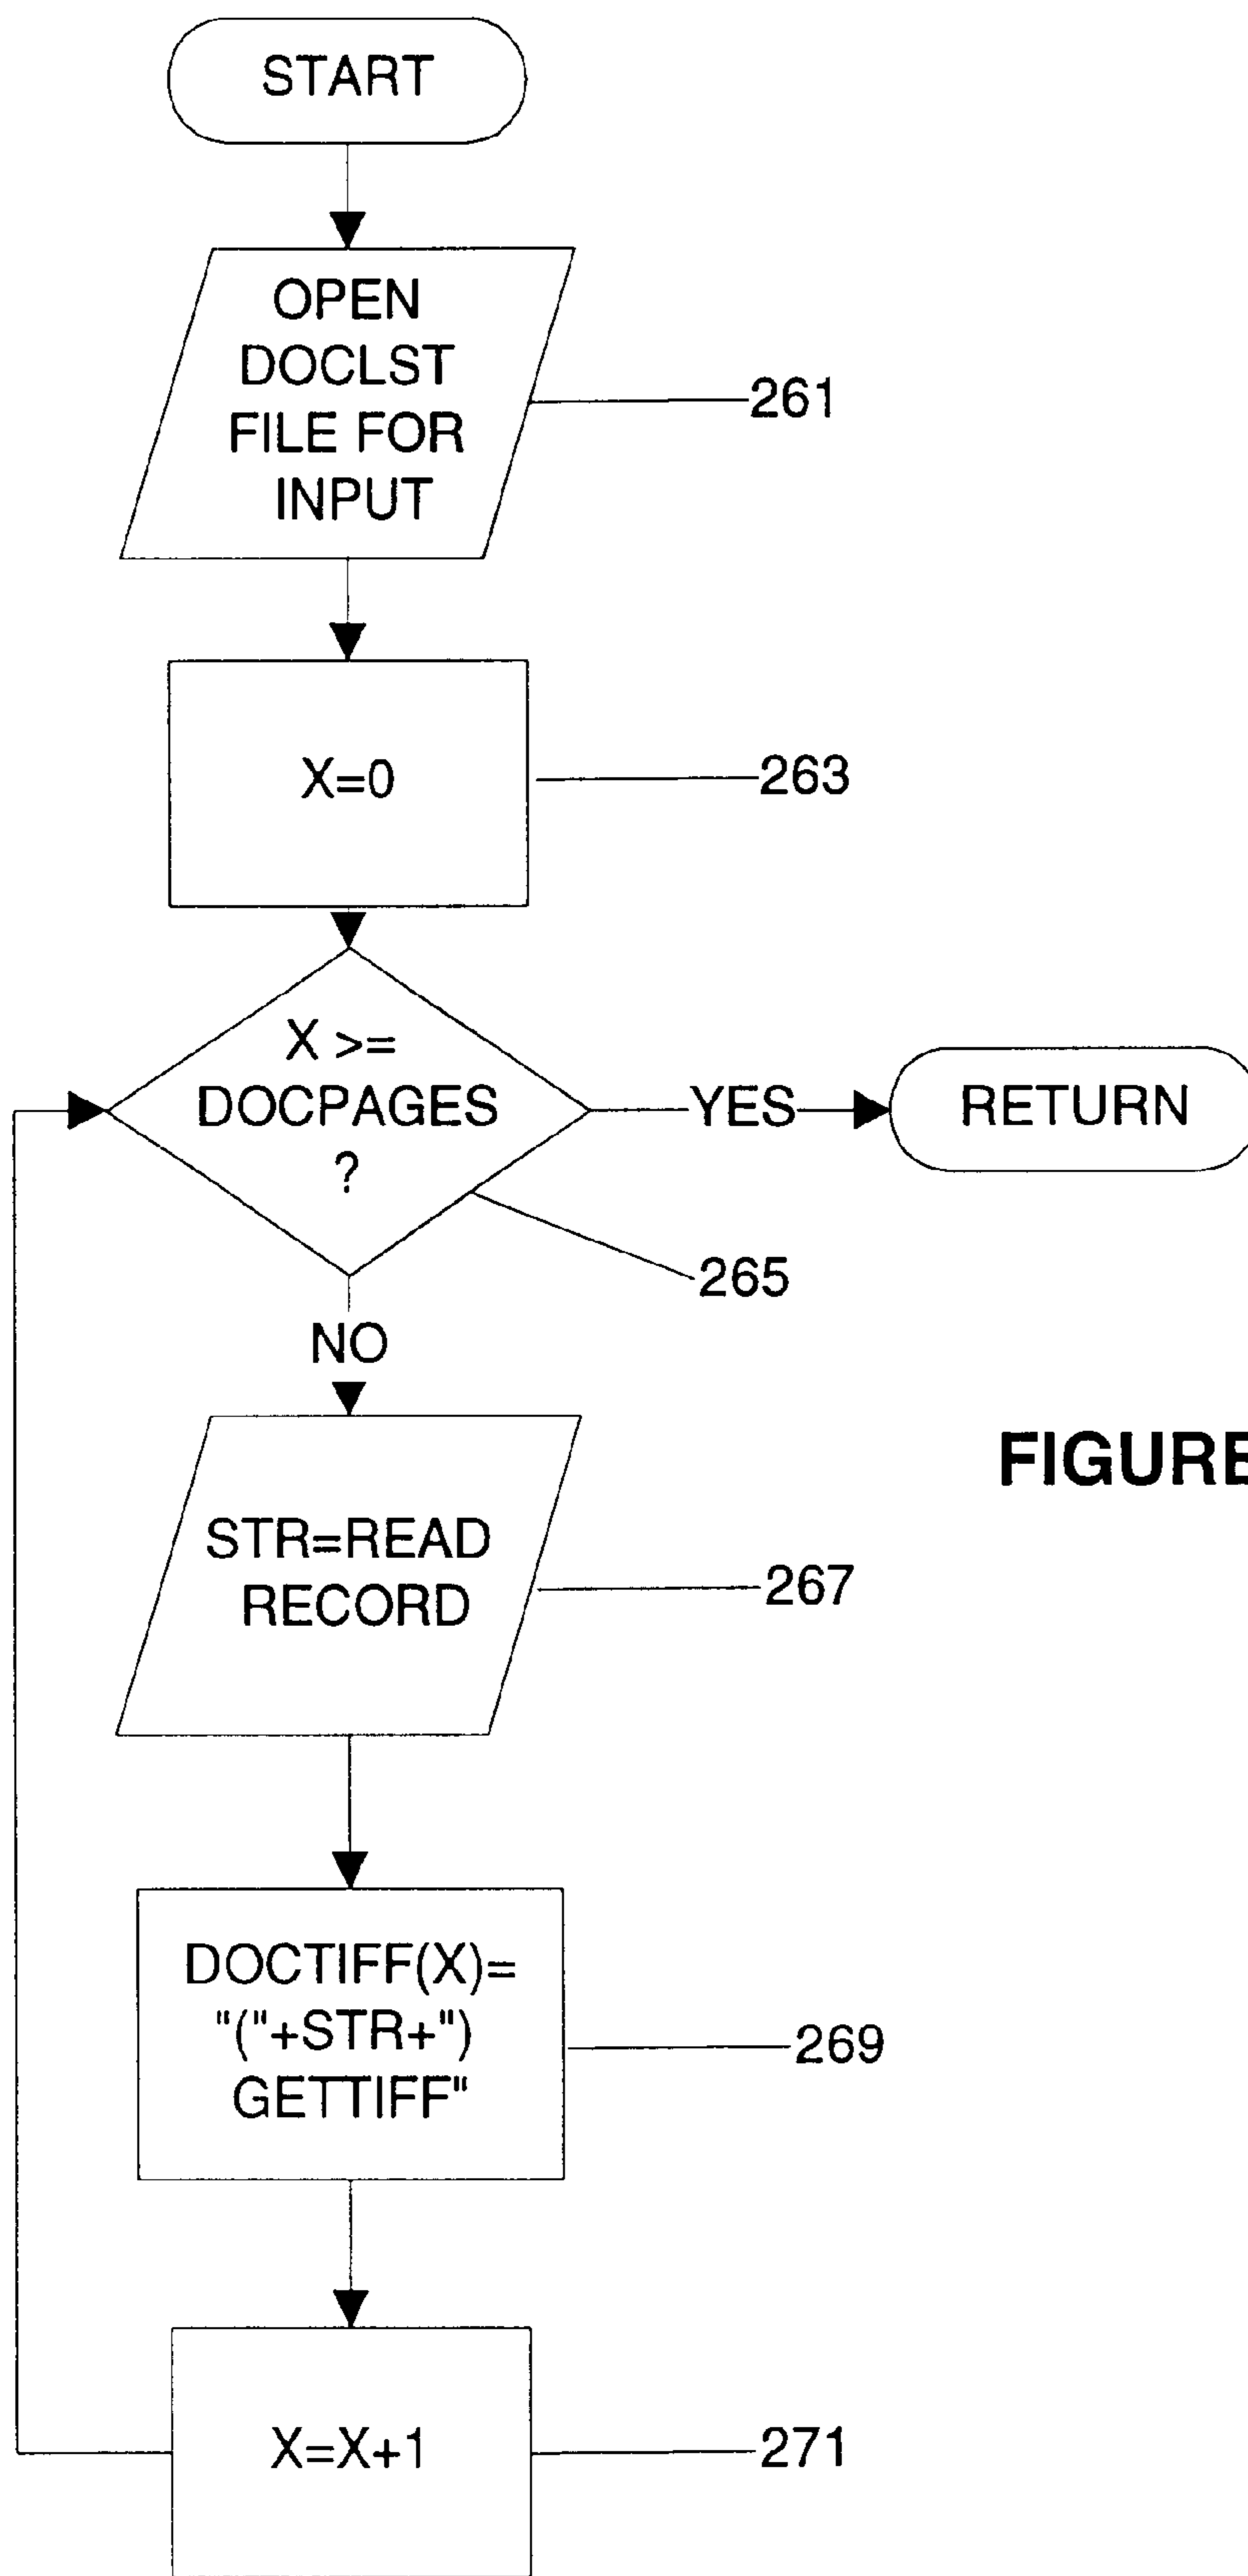 START
OPEN
DOCLST
FILE FOR
INPUT
261
X=0
263
X >=
DOCPAGES
?
YES
RETURN
265
NO
FIGURE
STR=READ
RECORD
267
DOCTIFF(X)=
"("+STR+")
GETTIFF"
269
X=X+1
271